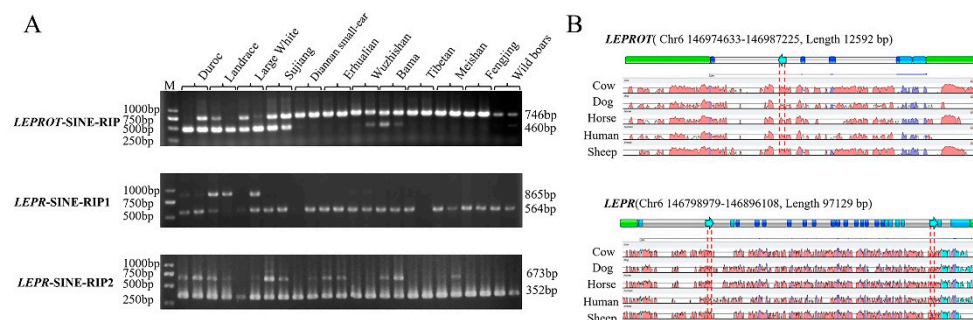 A
Duroc
Landrace
Large White
Sujiang
Diannan small-ear
Erhualian
Wuzhishan
Bama
Tibetan
Meishan
Fengjing
Wild boars
M
LEPROT-SINE-RIP
1000bp
750bp
500bp
250bp
746bp
460bp
LEPR-SINE-RIP1
1000bp
750bp
500bp
865bp
564bp
LEPR-SINE-RIP2
1000bp
750bp
500bp
250bp
673bp
352bp
B
LEPROT( Chr6 146974633-146987225, Length 12592 bp)
Cow
Dog
Horse
Human
Sheep
LEPR(Chr6 146798979-146896108, Length 97129 bp)
Cow
Dog
Horse
Human
Sheep